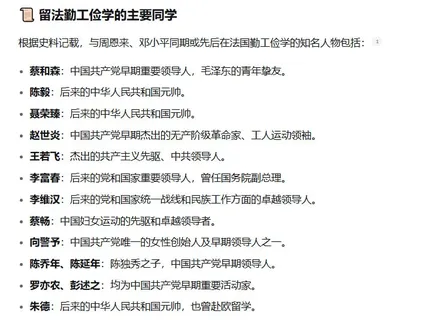 留法勤工俭学的主要同学
根据史料记载，与周恩来、邓小平同期或先后在法国勤工俭学的知名人物包括：
• 蔡和森：中国共产党早期重要领导人，毛泽东的青年挚友。
• 陈毅：后来的中华人民共和国元帅。
• 聂荣臻：后来的中华人民共和国元帅。
• 赵世炎：中国共产党早期杰出的无产阶级革命家、工人运动领袖。
• 王若飞：杰出的共产主义先驱、中共领导人。
• 李富春：后来的党和国家重要领导人，曾任国务院副总理。
• 李维汉：后来的党和国家统一战线和民族工作方面的卓越领导人。
• 蔡畅：中国妇女运动的先驱和卓越领导者。
• 向警予：中国共产党唯一的女性创始人及早期领导人之一。
• 陈乔年、陈延年：陈独秀之子，中国共产党早期领导人。
• 罗亦农、彭述之：均为中国共产党早期重要活动家。
• 朱德：后来的中华人民共和国元帅，也曾赴欧留学。